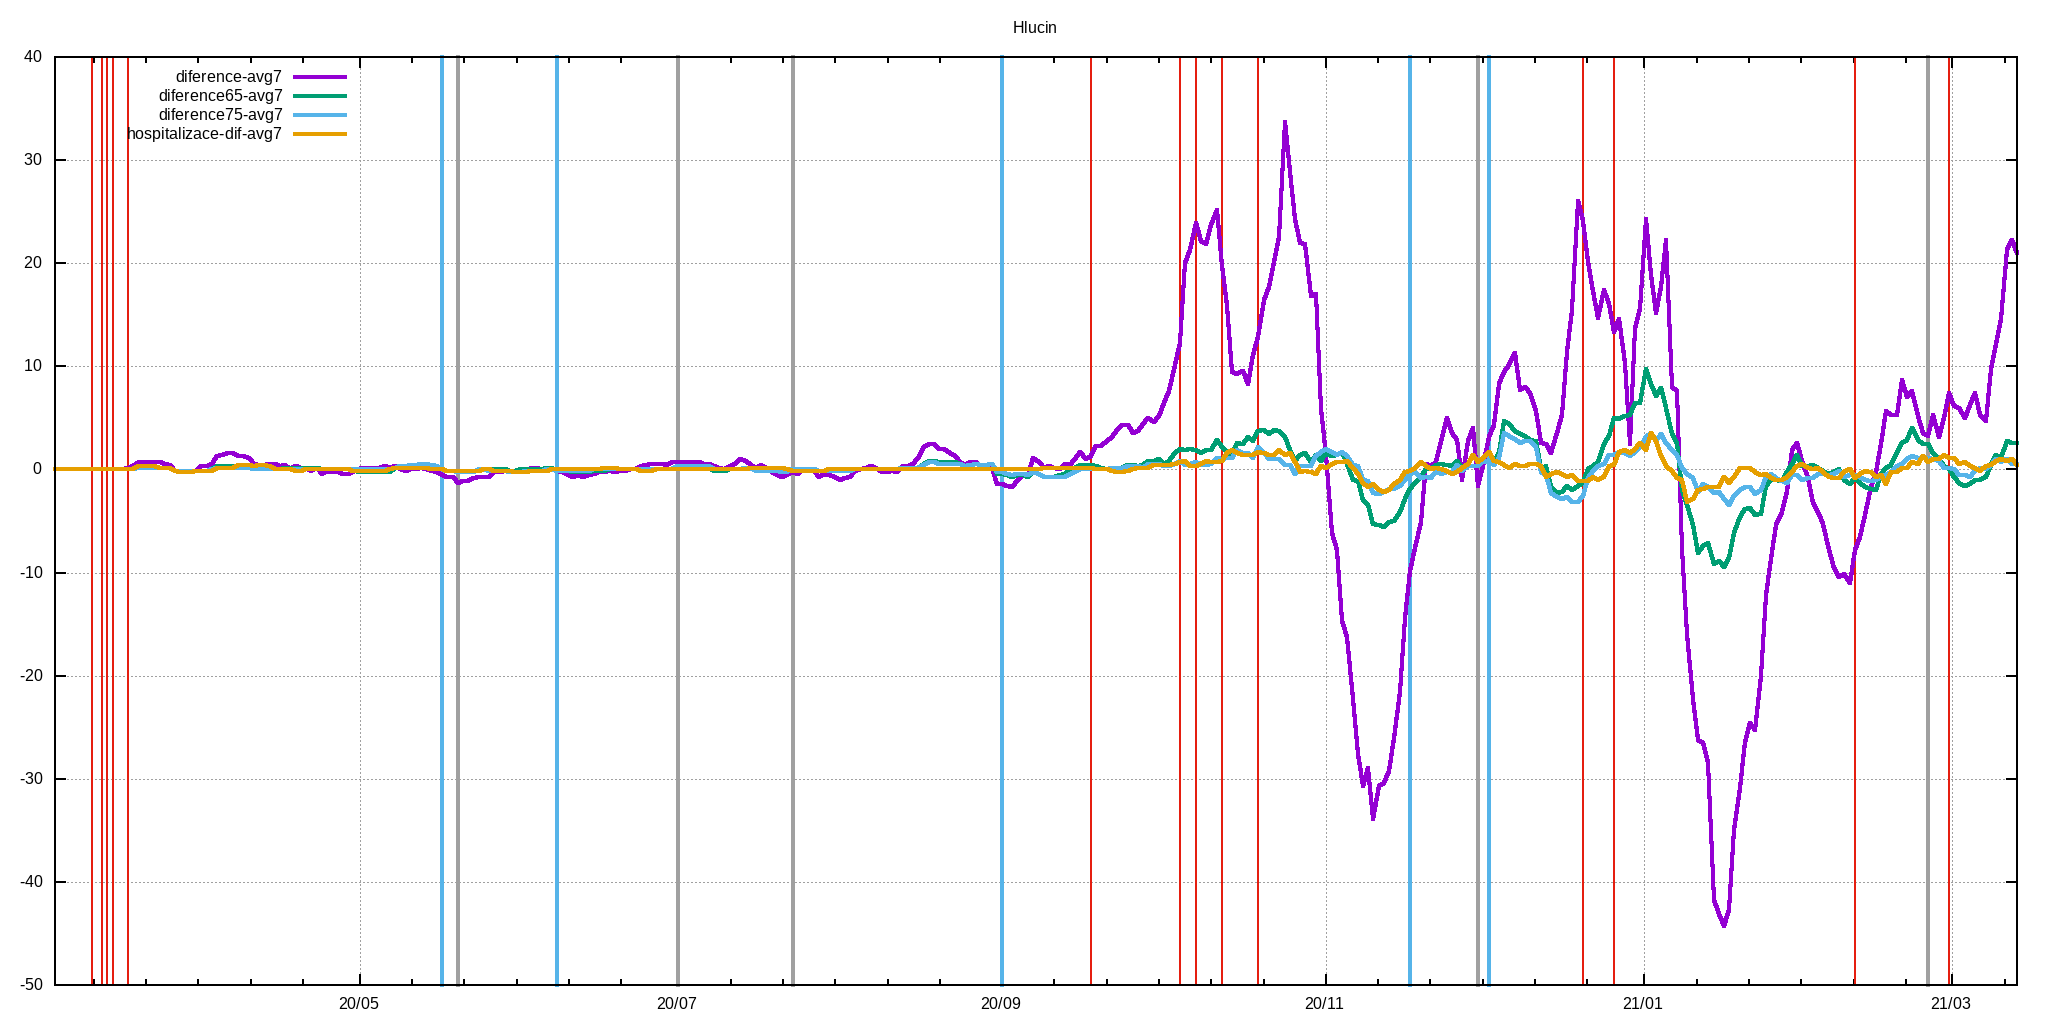 Hlucin
diference-avg7
diference65-avg7
diference75-avg7
hospitalizace-dif-avg7
40
30
20
10
0
-10
-20
-30
-40
-50
20/05 20/07 20/09 20/11 21/01 21/03